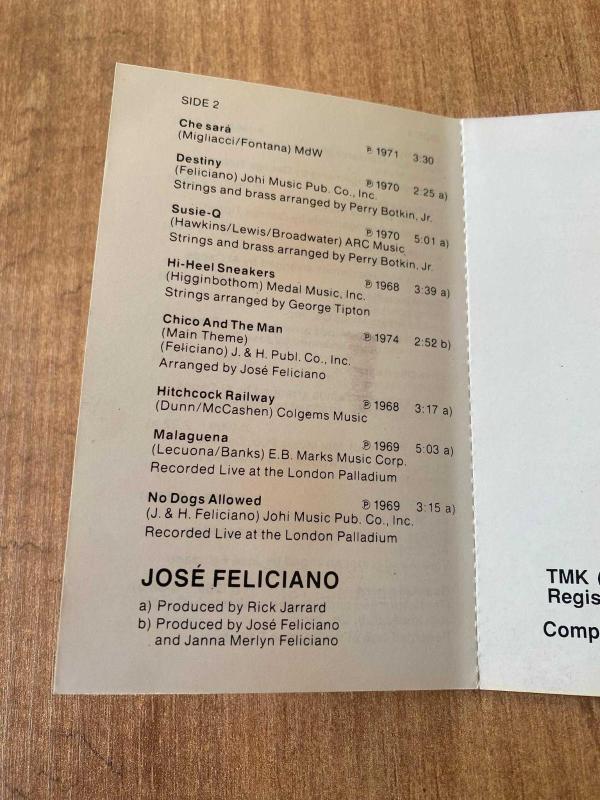 SIDE 2
Che sarà
(Migliacci/Fontana) MdW ℗ 1971 3:30
Destiny
(Feliciano) Johi Music Pub. Co., Inc. ℗ 1970 2:25 a)
Strings and brass arranged by Perry Botkin, Jr.
Susie-Q
(Hawkins/Lewis/Broadwater) ARC Music ℗ 1970 5:01 a)
Strings and brass arranged by Perry Botkin, Jr.
Hi-Heel Sneakers
(Higginbothom) Medal Music, Inc. ℗ 1968 3:39 a)
Strings arranged by George Tipton
Chico And The Man
(Main Theme) ℗ 1974 2:52 b)
(Feliciano) J. & H. Publ. Co., Inc.
Arranged by José Feliciano
Hitchcock Railway
(Dunn/McCashen) Colgems Music ℗ 1968 3:17 a)
Malaguena
(Lecuona/Banks) E.B. Marks Music Corp. ℗ 1969 5:03 a)
Recorded Live at the London Palladium
No Dogs Allowed
(J. & H. Feliciano) Johi Music Pub. Co., Inc. ℗ 1969 3:15 a)
Recorded Live at the London Palladium
JOSÉ FELICIANO
a) Produced by Rick Jarrard
b) Produced by José Feliciano
and Janna Merlyn Feliciano
TMK (
Regis
Comp